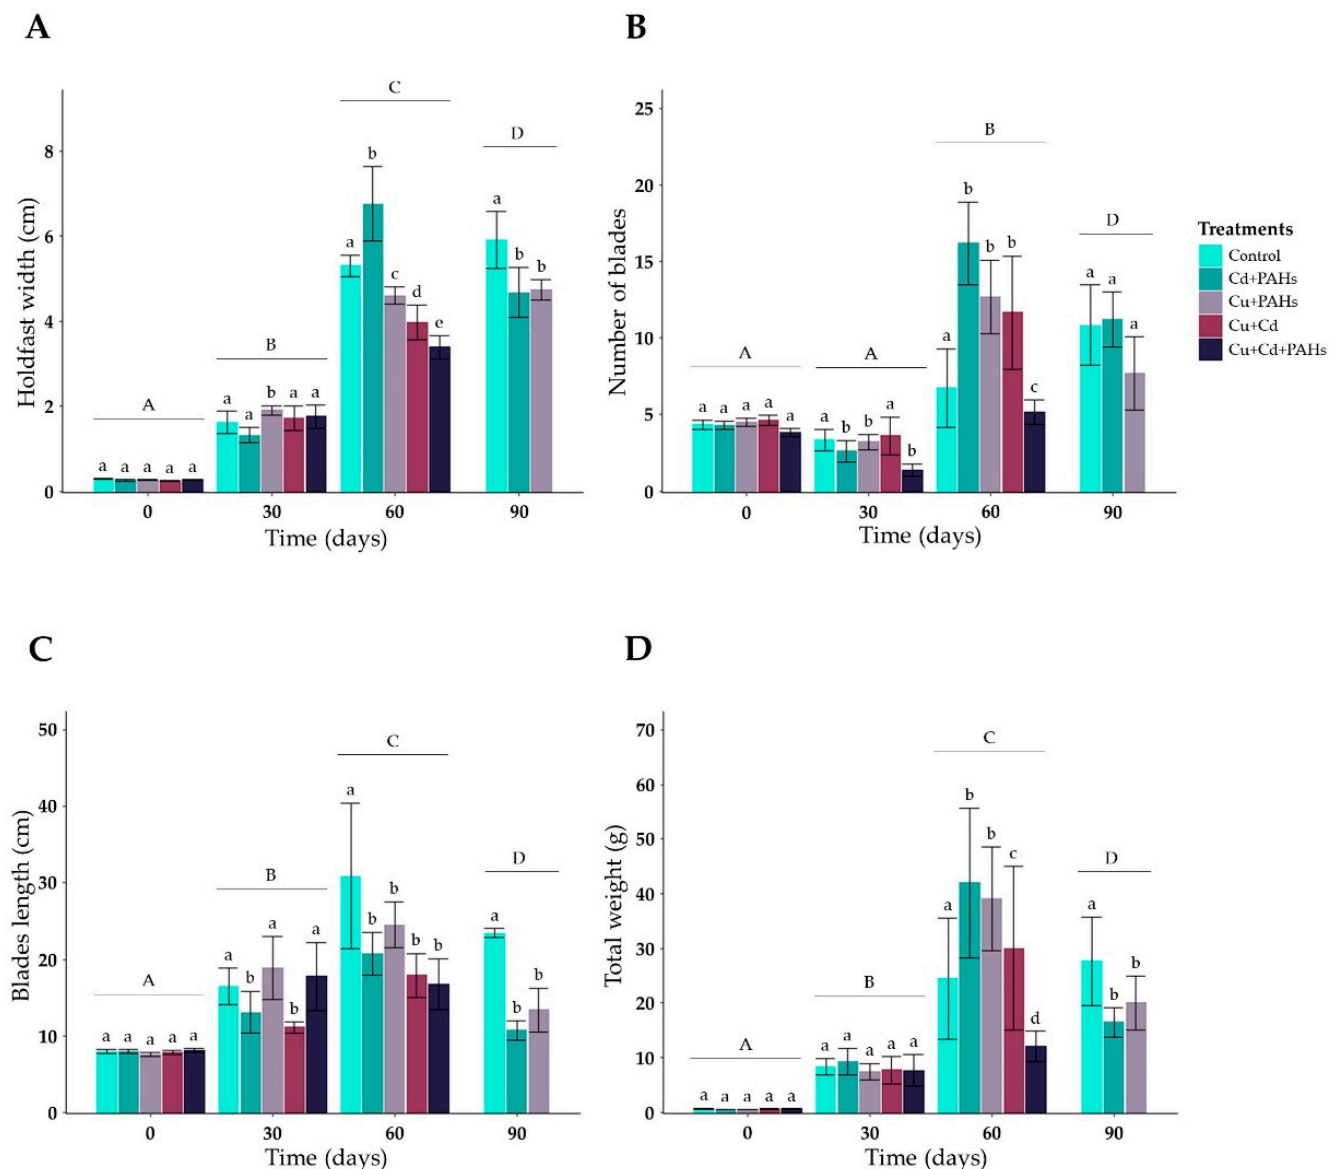 A
Holdfast width (cm)
8
6
4
2
0
A
a a a a a
B
a a b a a
C
a b c d e
D
a b b
0 30 60 90
Time (days)
B
Number of blades
25
20
15
10
5
0
A
a a a a a
A
a b b a b
B
a b b b c
D
a a a
0 30 60 90
Time (days)
Treatments
Control
Cd+PAHs
Cu+PAHs
Cu+Cd
Cu+Cd+PAHs
C
Blades length (cm)
50
40
30
20
10
0
A
a a a a a
B
a b a b a
C
a b b b b
D
a b b
0 30 60 90
Time (days)
D
Total weight (g)
70
60
50
40
30
20
10
0
A
a a a a a
B
a a a a a
C
a b b c d
D
a b b
0 30 60 90
Time (days)